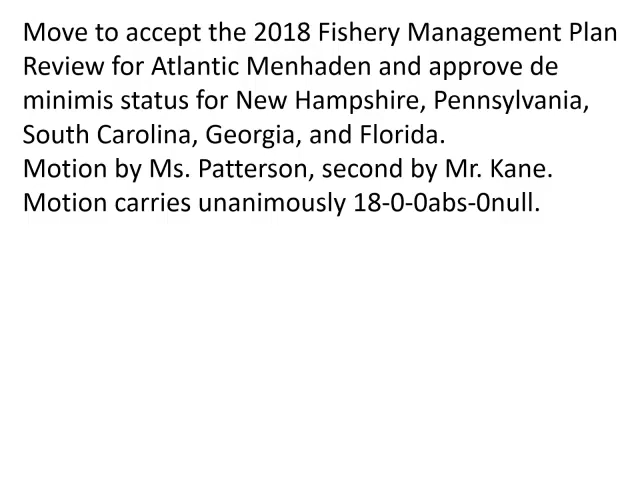 Move to accept the 2018 Fishery Management Plan
Review for Atlantic Menhaden and approve de
minimis status for New Hampshire, Pennsylvania,
South Carolina, Georgia, and Florida.
Motion by Ms. Patterson, second by Mr. Kane.
Motion carries unanimously 18-0-0abs-0null.